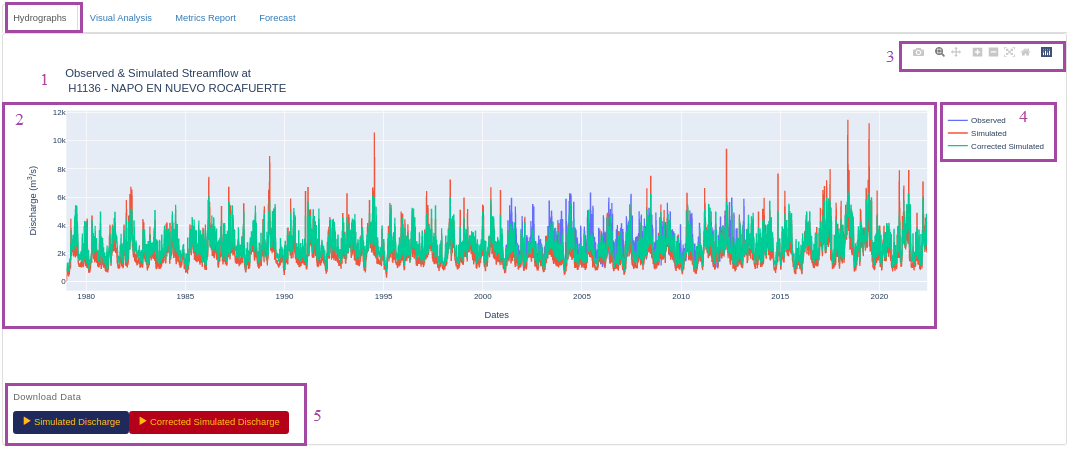 Hydrographs Visual Analysis Metrics Report Forecast
3
1
Observed & Simulated Streamflow at
H1136 - NAPO EN NUEVO ROCAFUERTE
2
4
12k
10k
8k
6k
4k
2k
0
Discharge (m³/s)
1980 1985 1990 1995 2000 2005 2010 2015 2020
Dates
Observed
Simulated
Corrected Simulated
Download Data
Simulated Discharge Corrected Simulated Discharge
5